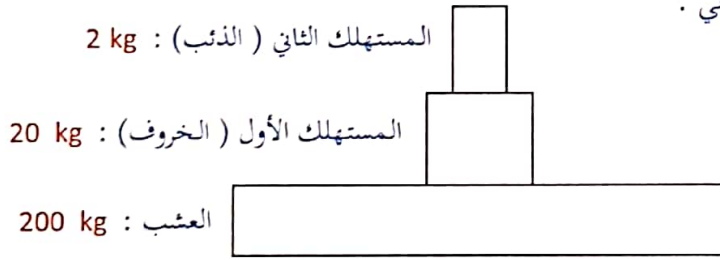 ي .
المستهلك الثاني ( الذئب) : 2 kg
المستهلك الأول ( الخروف) : 20 kg
العشب : 200 kg